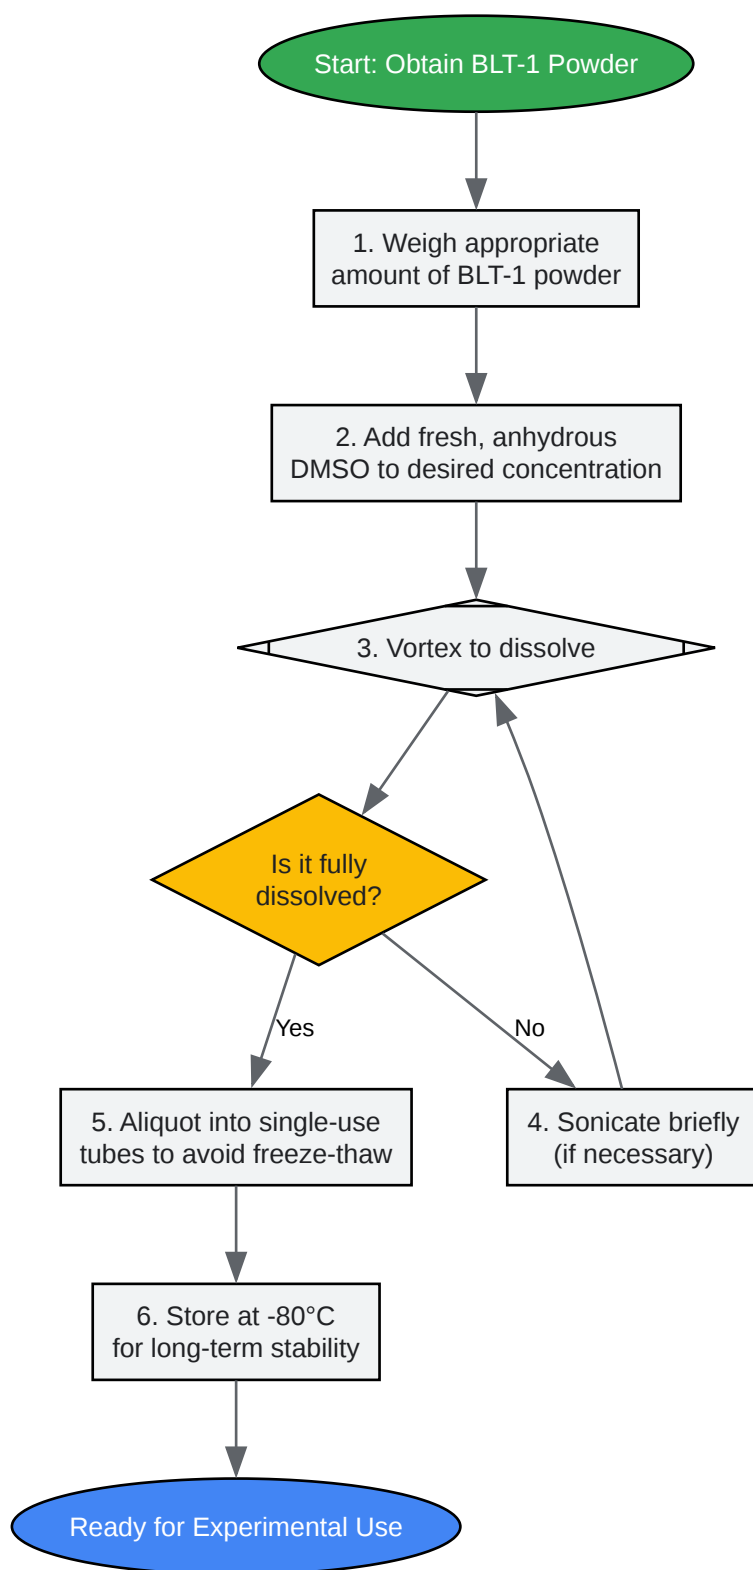 Start: Obtain BLT-1 Powder
1. Weigh appropriate
amount of BLT-1 powder
2. Add fresh, anhydrous
DMSO to desired concentration
3. Vortex to dissolve
Is it fully
dissolved?
Yes
No
5. Aliquot into single-use
tubes to avoid freeze-thaw
4. Sonicate briefly
(if necessary)
6. Store at -80°C
for long-term stability
Ready for Experimental Use